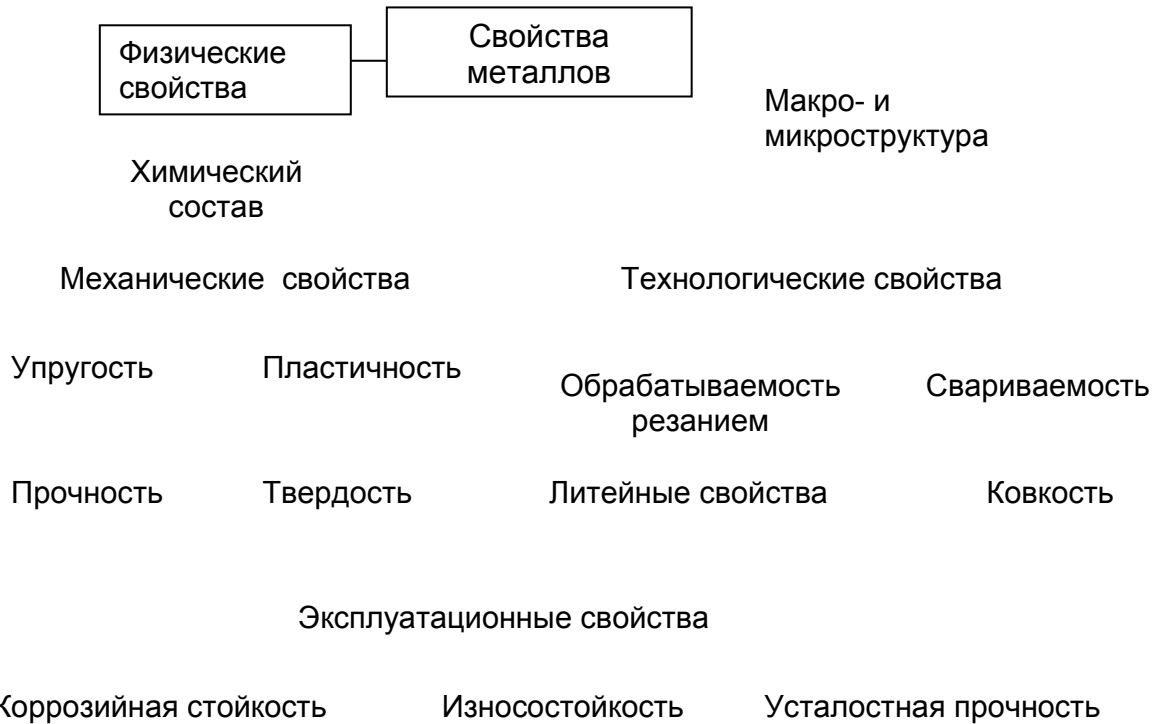 Физические
свойства
Свойства
металлов
Макро- и
микроструктура
Химический
состав
Механические свойства
Технологические свойства
Упругость
Пластичность
Обрабатываемость
резанием
Свариваемость
Прочность
Твердость
Литейные свойства
Ковкость
Эксплуатационные свойства
Коррозийная стойкость
Износостойкость
Усталостная прочность